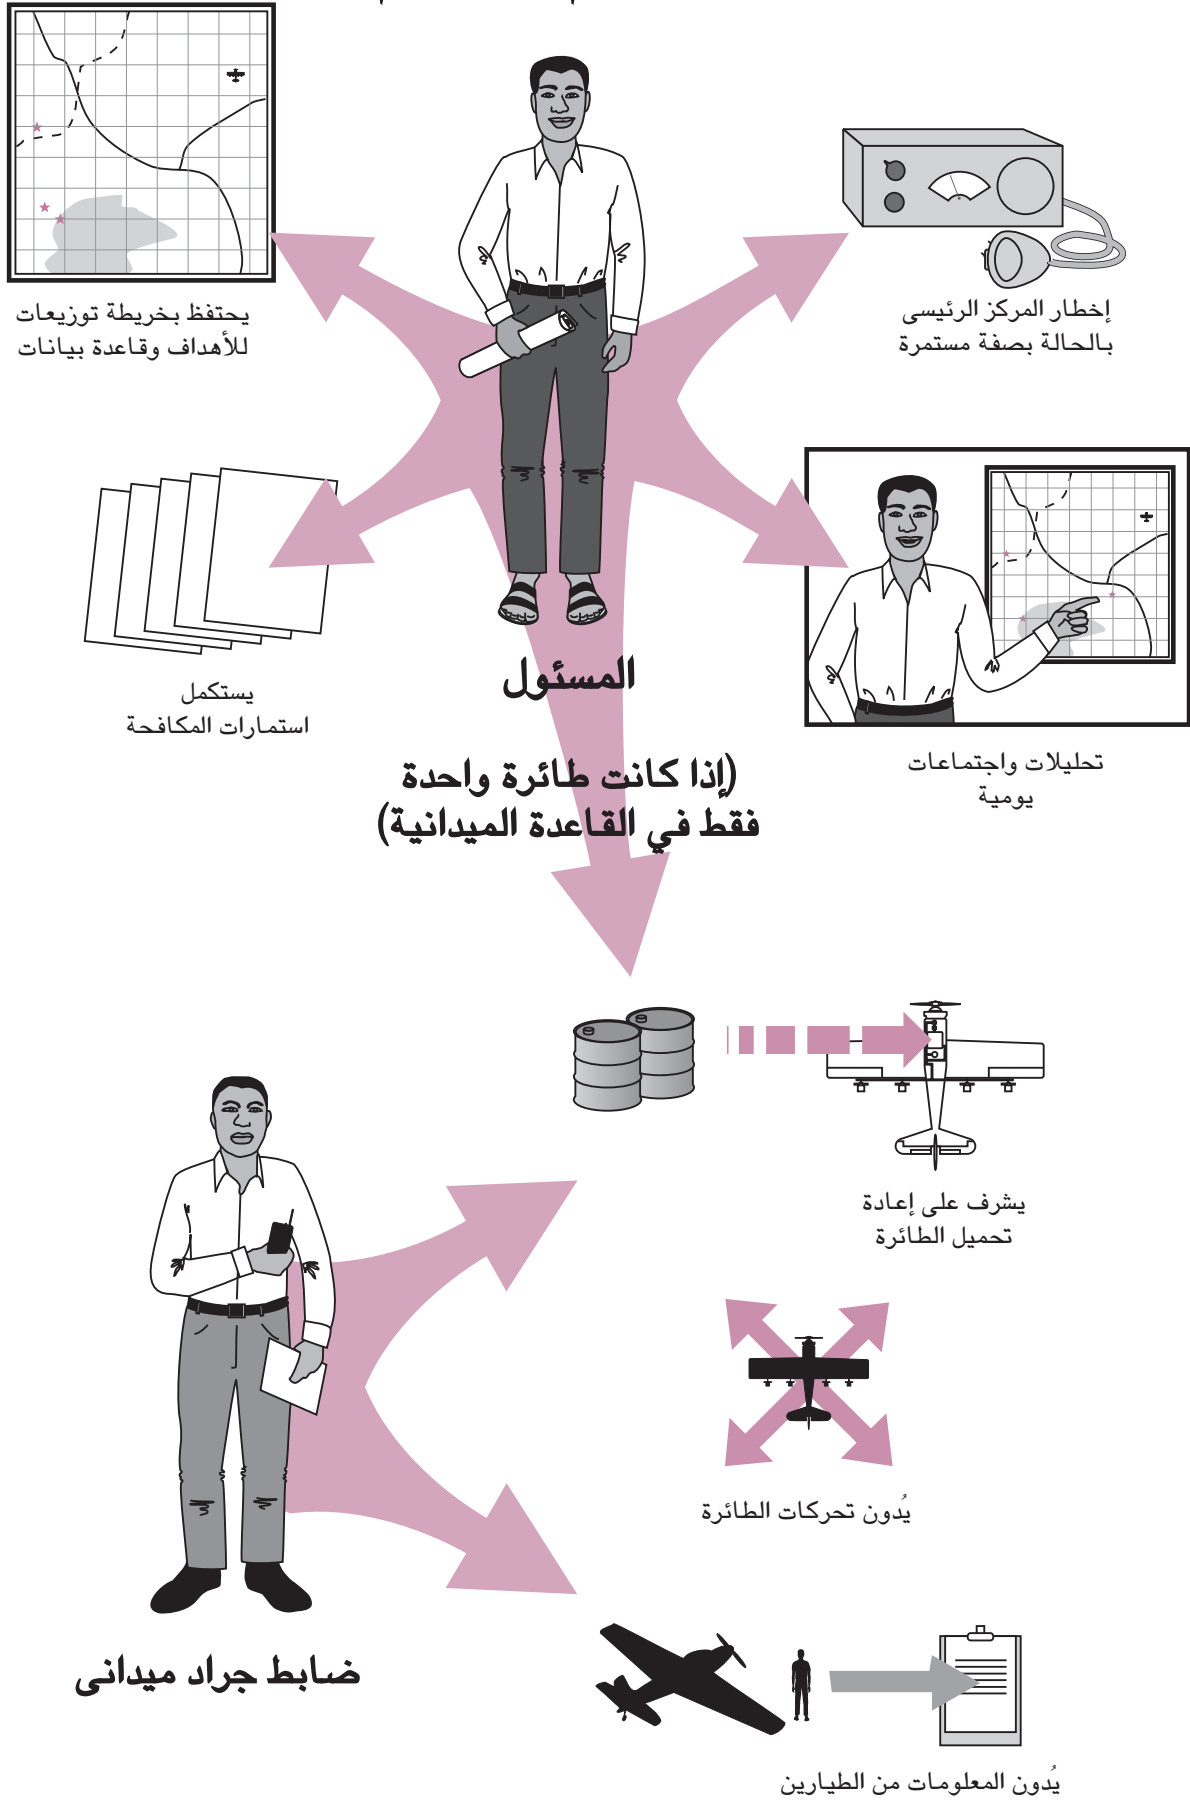 إخطار المركز الرئيسى
بالحالة بصفة مستمرة
يحتفظ بخريطة توزيعات
للأهداف وقاعدة بيانات
تحليلات واجتماعات
يومية
يستكمل
استمارات المكافحة
المسئول
(إذا كانت طائرة واحدة
فقط في القاعدة الميدانية)
يشرف على إعادة
تحميل الطائرة
يُدون تحركات الطائرة
ضابط جراد ميدانى
يُدون المعلومات من الطيارين